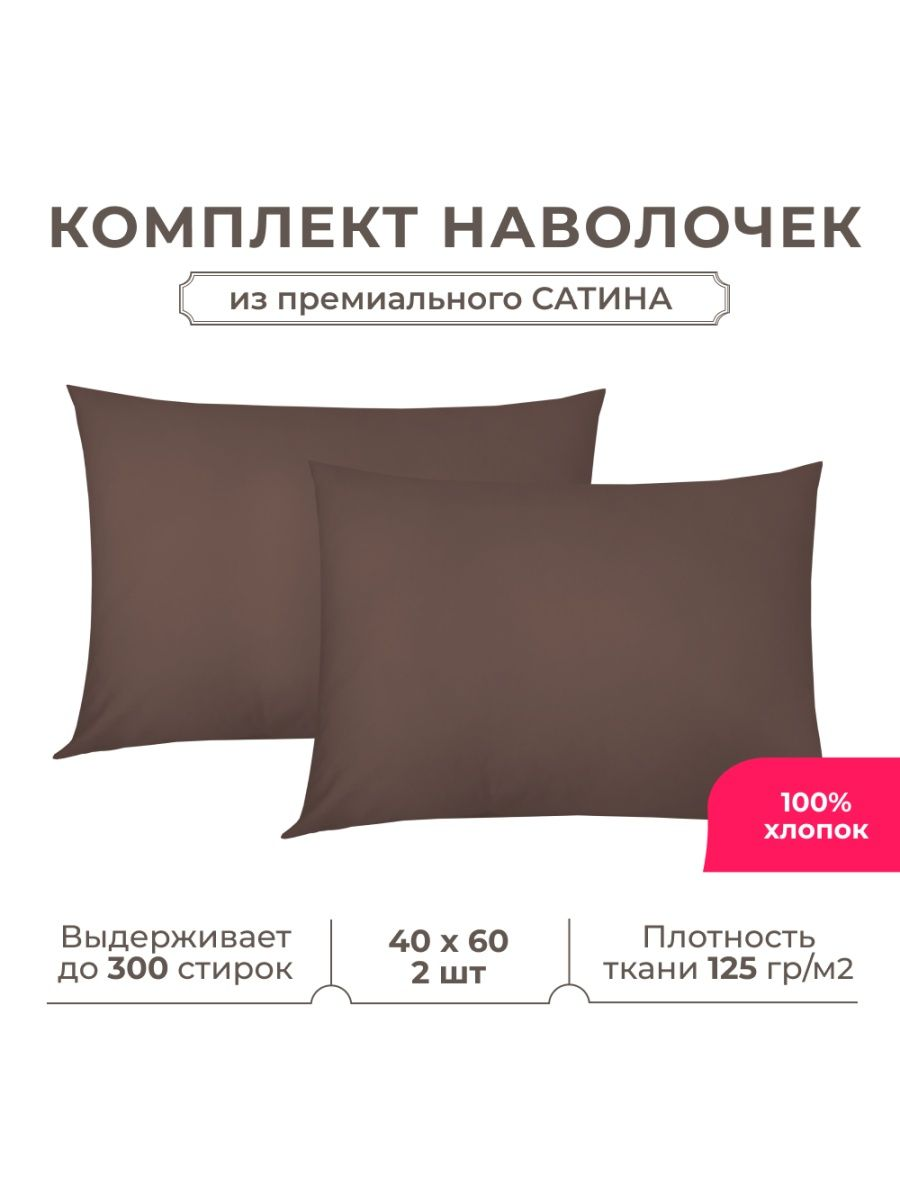 КОМПЛЕКТ НАВОЛОЧЕК
из премиального САТИНА
100%
хлопок
Выдерживает
до 300 стирок
40 х 60
2 шт
Плотность
ткани 125 гр/м2